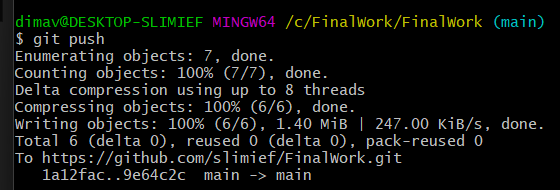 dimav@DESKTOP-SLIMIEF MINGW64 /c/FinalWork/FinalWork (main)
$ git push
Enumerating objects: 7, done.
Counting objects: 100% (7/7), done.
Delta compression using up to 8 threads
Compressing objects: 100% (6/6), done.
Writing objects: 100% (6/6), 1.40 MiB | 247.00 KiB/s, done.
Total 6 (delta 0), reused 0 (delta 0), pack-reused 0
To https://github.com/slimief/FinalWork.git
   1a12fac..9e64c2c  main -> main